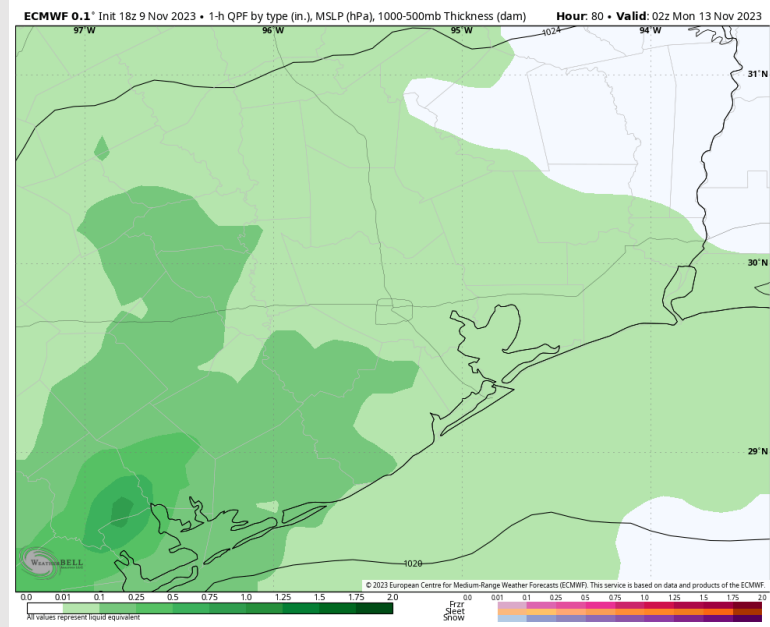 ECMWF 0.1° Init 18z 9 Nov 2023 • 1-h QPF by type (in.), MSLP (hPa), 1000-500mb Thickness (dam) Hour: 80 • Valid: 02z Mon 13 Nov 2023
97°W 96°W 95°W 94°W
1024
31°N
30°N
29°N
WEATHERBELL
1020
© 2023 European Centre for Medium-Range Weather Forecasts (ECMWF). This service is based on data and products of the ECMWF.
0.0 0.01 0.1 0.25 0.5 0.75 1.0 1.25 1.5 1.75 2.0
0.0 0.01 0.1 0.25 0.5 0.75 1.0 1.25 1.5 1.75 2.0
All values represent liquid equivalent
Frzr
Sleet
Snow